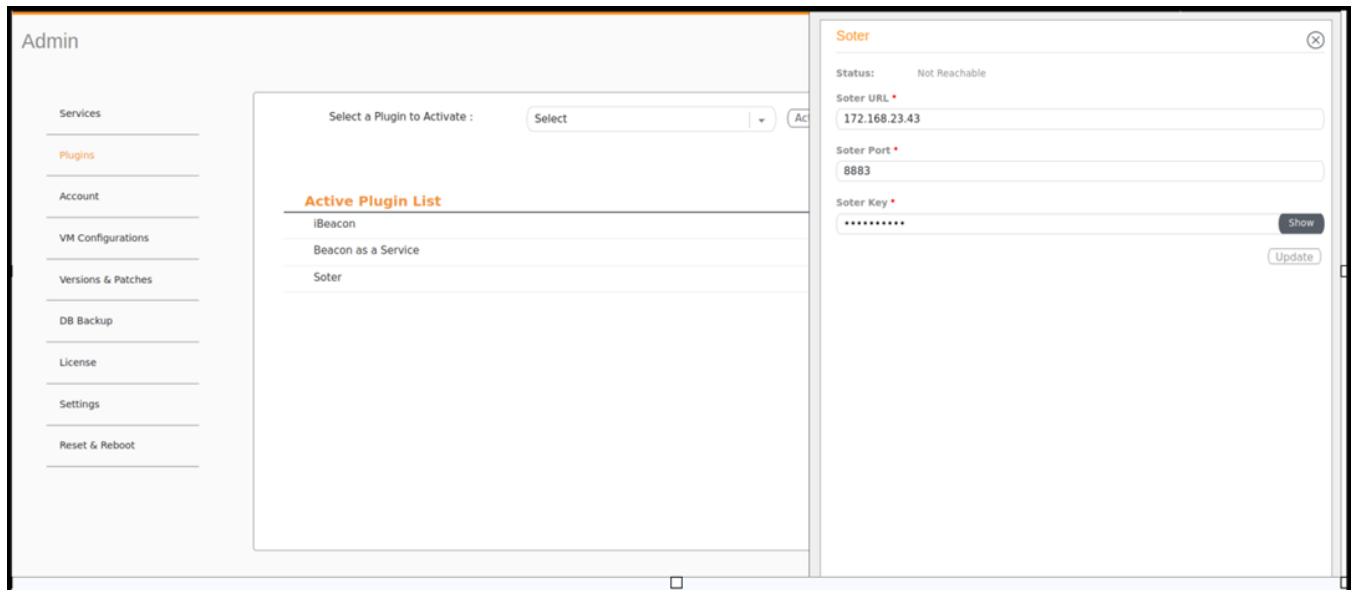 Admin
Services
Plugins
Account
VM Configurations
Versions & Patches
DB Backup
License
Settings
Reset & Reboot
Select a Plugin to Activate :
Select
Active Plugin List
iBeacon
Beacon as a Service
Soter
Soter
Status: Not Reachable
Soter URL *
172.168.23.43
Soter Port *
8883
Soter Key *
••••••••••
Show
Update